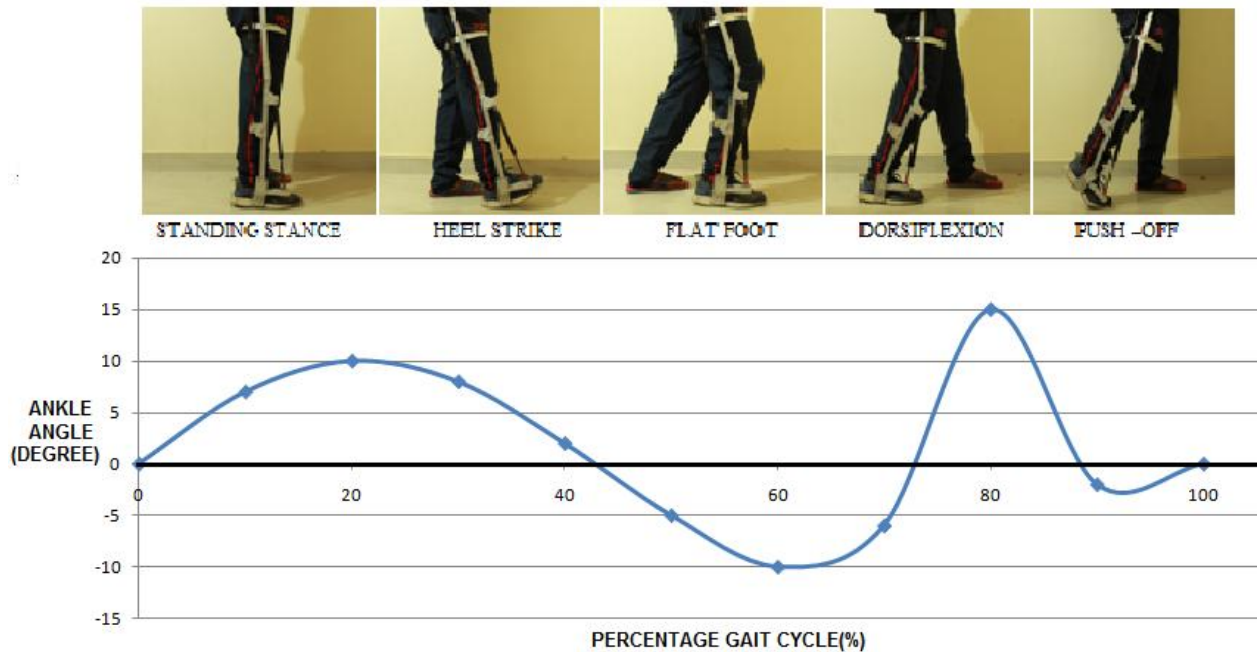 STANDING STANCE
HEEL STRIKE
FLAT FOOT
DORSIFLEXION
PUSH –OFF
20
15
10
5
0
-5
-10
-15
ANKLE
ANGLE
(DEGREE)
0
20
40
60
80
100
PERCENTAGE GAIT CYCLE(%)